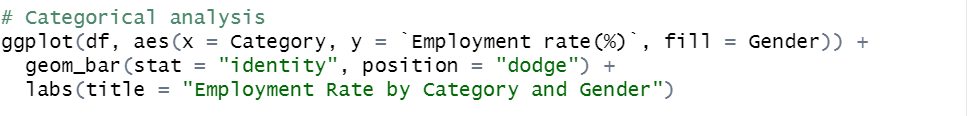 # Categorical analysis
ggplot(df, aes(x = Category, y = `Employment rate(%)`, fill = Gender)) +
  geom_bar(stat = "identity", position = "dodge") +
  labs(title = "Employment Rate by Category and Gender")